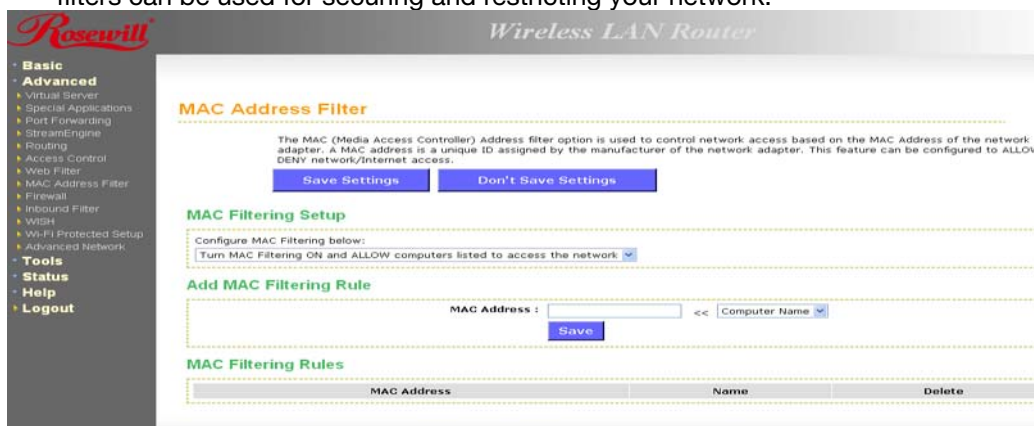 filters can be used for securing and restricting your network.
Rosewill
Wireless LAN Router
Basic
Advanced
Virtual Server
Special Applications
Port Forwarding
StreamEngine
Routing
Access Control
Web Filter
MAC Address Filter
Firewall
Inbound Filter
WISH
Wi-Fi Protected Setup
Advanced Network
Tools
Status
Help
Logout
MAC Address Filter
The MAC (Media Access Controller) Address filter option is used to control network access based on the MAC Address of the network
adapter. A MAC address is a unique ID assigned by the manufacturer of the network adapter. This feature can be configured to ALLOW
DENY network/Internet access.
Save Settings Don't Save Settings
MAC Filtering Setup
Configure MAC Filtering below:
Turn MAC Filtering ON and ALLOW computers listed to access the network
Add MAC Filtering Rule
MAC Address : << Computer Name
Save
MAC Filtering Rules
MAC Address Name Delete